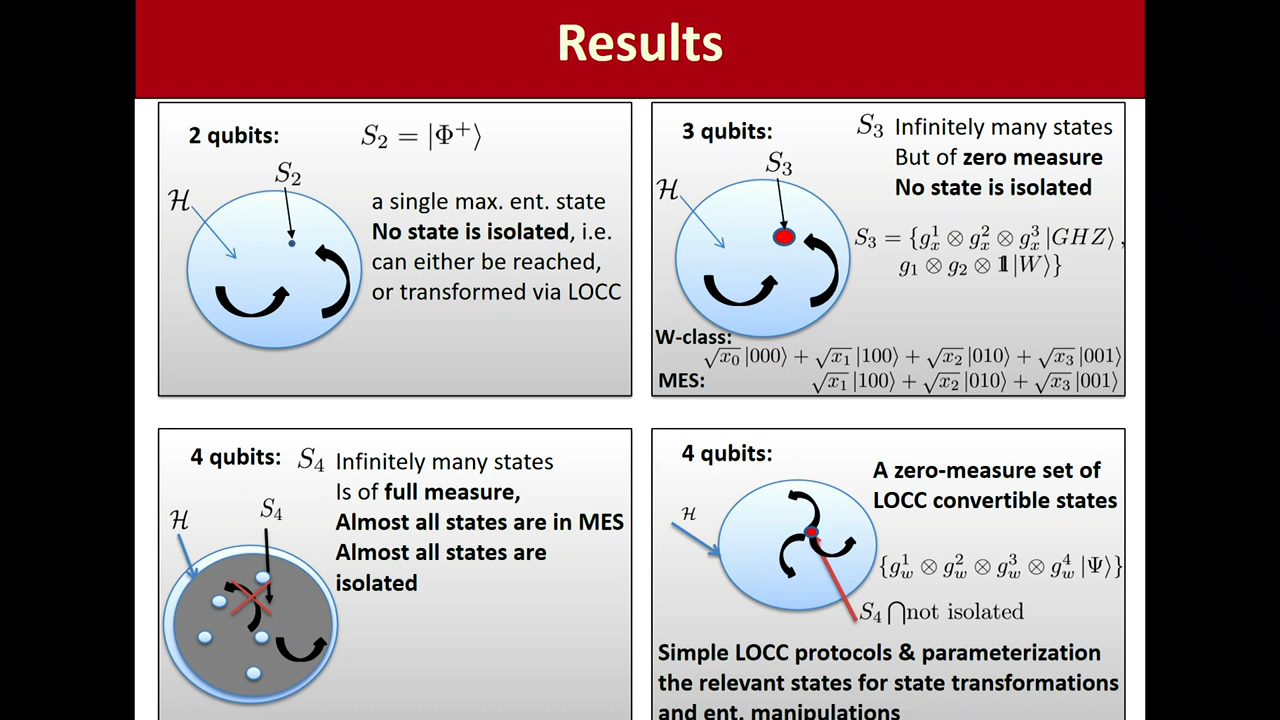 Results
2 qubits:
S₂ = |Φ⁺⟩
S₂
ℋ
a single max. ent. state
No state is isolated, i.e.
can either be reached,
or transformed via LOCC
3 qubits:
S₃ Infinitely many states
But of zero measure
No state is isolated
S₃
ℋ
S₃ = {g¹ₓ ⊗ g²ₓ ⊗ g³ₓ |GHZ⟩ ,
g₁ ⊗ g₂ ⊗ 𝟙|W⟩}
W-class:
√x₀ |000⟩ + √x₁ |100⟩ + √x₂ |010⟩ + √x₃ |001⟩
MES: √x₁ |100⟩ + √x₂ |010⟩ + √x₃ |001⟩
4 qubits: S₄ Infinitely many states
Is of full measure,
Almost all states are in MES
Almost all states are
isolated
S₄
ℋ
4 qubits:
A zero-measure set of
LOCC convertible states
ℋ
{g¹_w ⊗ g²_w ⊗ g³_w ⊗ g⁴_w |Ψ⟩}
S₄ ⋂ not isolated
Simple LOCC protocols & parameterization
the relevant states for state transformations
and ent. manipulations